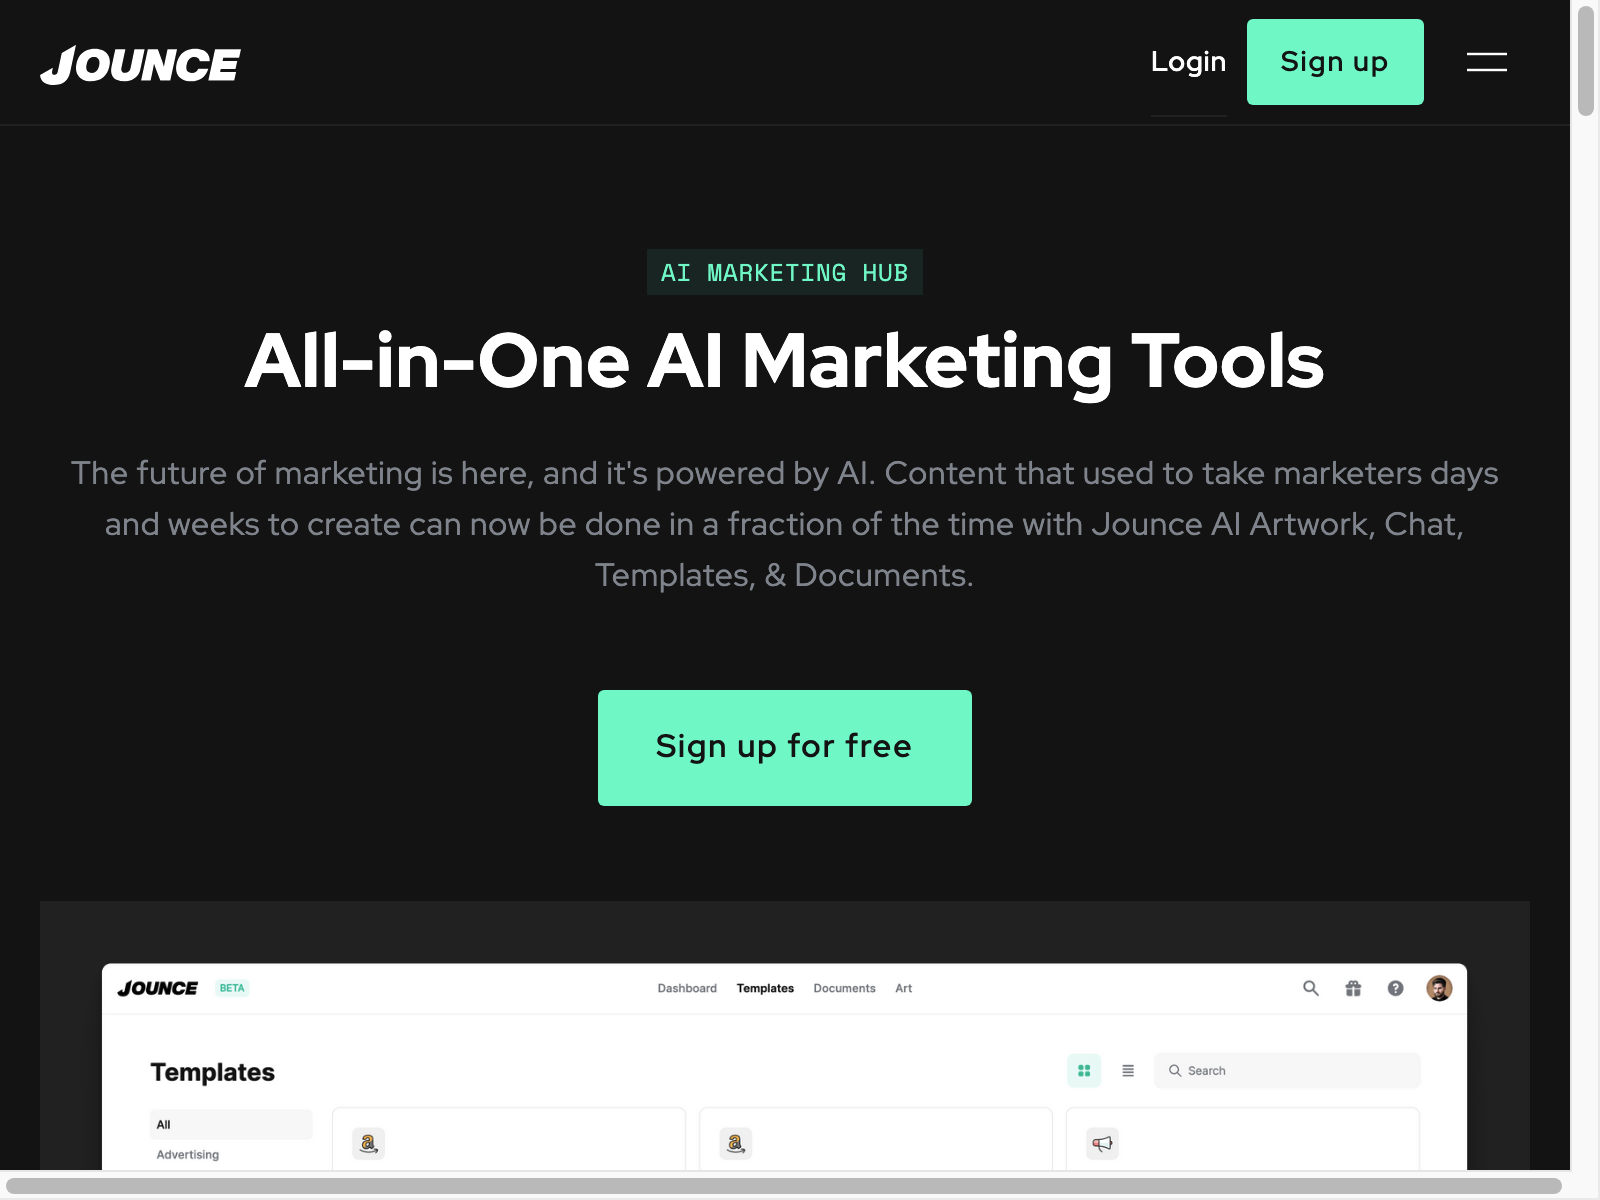 JOUNCE
Login
Sign up
AI MARKETING HUB
All-in-One AI Marketing Tools
The future of marketing is here, and it's powered by AI. Content that used to take marketers days
and weeks to create can now be done in a fraction of the time with Jounce AI Artwork, Chat,
Templates, & Documents.
Sign up for free
JOUNCE BETA
Dashboard Templates Documents Art
Templates
Search
All
Advertising